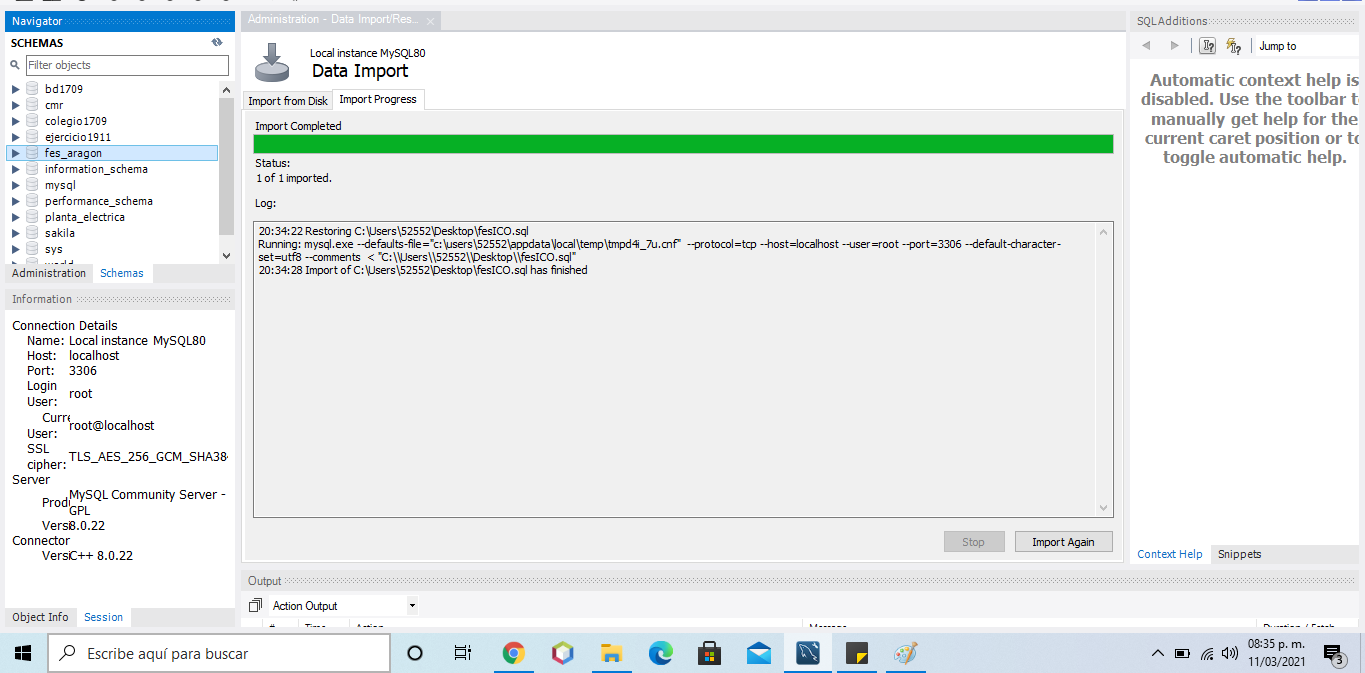 Navigator
SCHEMAS
Filter objects
bd1709
cmr
colegio1709
ejercicio1911
fes_aragon
information_schema
mysql
performance_schema
planta_electrica
sakila
sys
Administration
Schemas
Information
Connection Details
Name: Local instance MySQL80
Host: localhost
Port: 3306
Login
User: root
Curre
User: root@localhost
SSL
cipher: TLS_AES_256_GCM_SHA384
Server
Produ MySQL Community Server -
GPL
Versi 8.0.22
Connector
Versi C++ 8.0.22
Object Info
Session
Administration - Data Import/Res...
Local instance MySQL80
Data Import
Import from Disk
Import Progress
Import Completed
Status:
1 of 1 imported.
Log:
20:34:22 Restoring C:\Users\52552\Desktop\fesICO.sql
Running: mysql.exe --defaults-file="c:\users\52552\appdata\local\temp\tmpd4i_7u.cnf"  --protocol=tcp --host=localhost --user=root --port=3306 --default-character-
set=utf8 --comments  < "C:\\Users\\52552\\Desktop\\fesICO.sql"
20:34:28 Import of C:\Users\52552\Desktop\fesICO.sql has finished
Stop
Import Again
Output
Action Output
# Time Action Message Duration / Fetch
SQLAdditions
Jump to
Automatic context help is
disabled. Use the toolbar t
manually get help for the
current caret position or to
toggle automatic help.
Context Help
Snippets
Escribe aquí para buscar
08:35 p. m.
11/03/2021
3